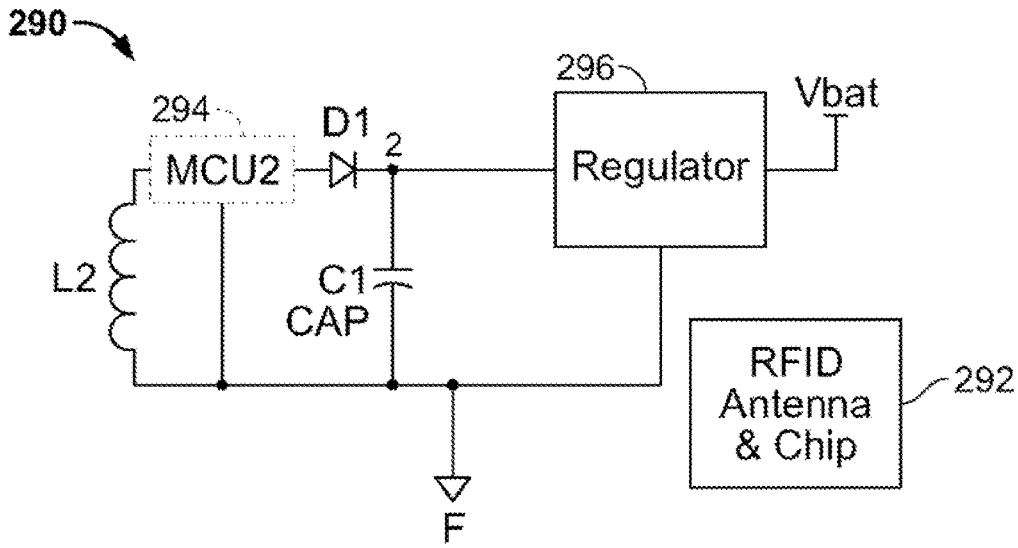 290
296
Vbat
294
D1
2
MCU2
Regulator
L2
C1
CAP
RFID
Antenna
& Chip
292
F